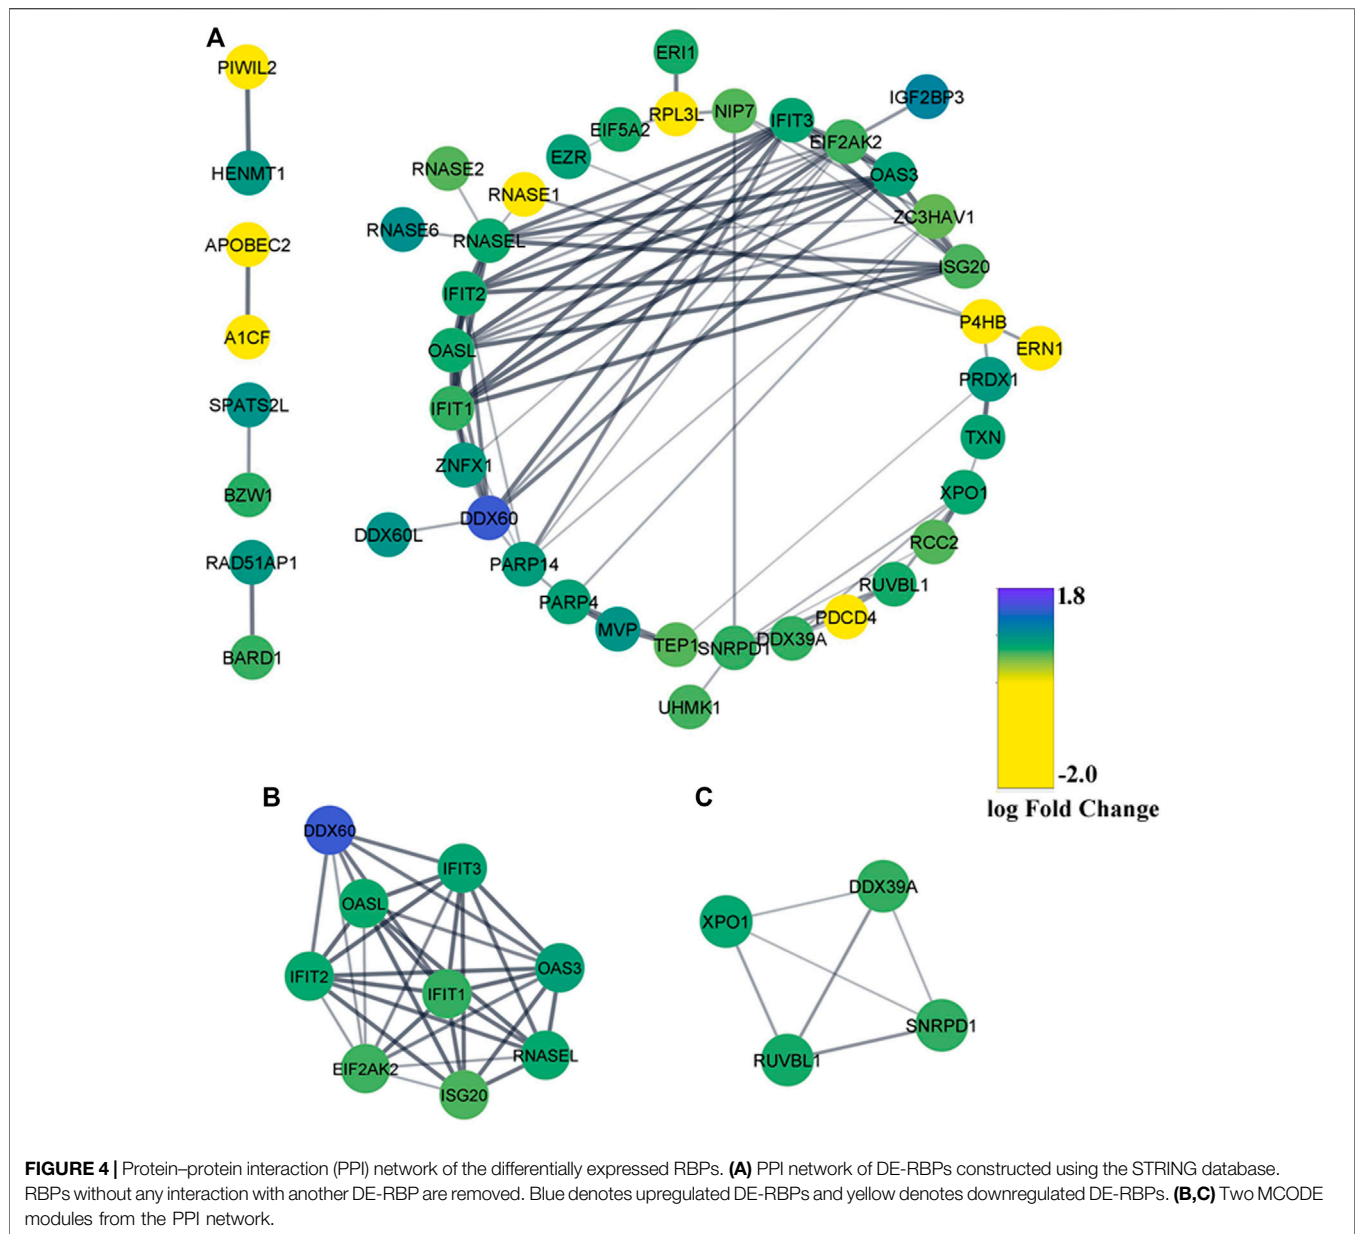 A
PIWIL2
HENMT1
APOBEC2
A1CF
SPATS2L
BZW1
RAD51AP1
BARD1
ERI1
RPL3L
NIP7
IFIT3
IGF2BP3
EIF2AK2
EIF5A2
EZR
OAS3
RNASE2
RNASE1
ZC3HAV1
RNASE6
RNASEL
ISG20
IFIT2
P4HB
ERN1
OASL
PRDX1
IFIT1
TXN
ZNFX1
XPO1
DDX60
DDX60L
RCC2
PARP14
RUVBL1
PARP4
PDCD4
MVP
TEP1
SNRPD1
DDX39A
UHMK1
1.8
-2.0
log Fold Change
B
DDX60
IFIT3
OASL
OAS3
IFIT2
IFIT1
RNASEL
EIF2AK2
ISG20
C
DDX39A
XPO1
SNRPD1
RUVBL1
FIGURE 4 | Protein–protein interaction (PPI) network of the differentially expressed RBPs. (A) PPI network of DE-RBPs constructed using the STRING database.
RBPs without any interaction with another DE-RBP are removed. Blue denotes upregulated DE-RBPs and yellow denotes downregulated DE-RBPs. (B,C) Two MCODE
modules from the PPI network.